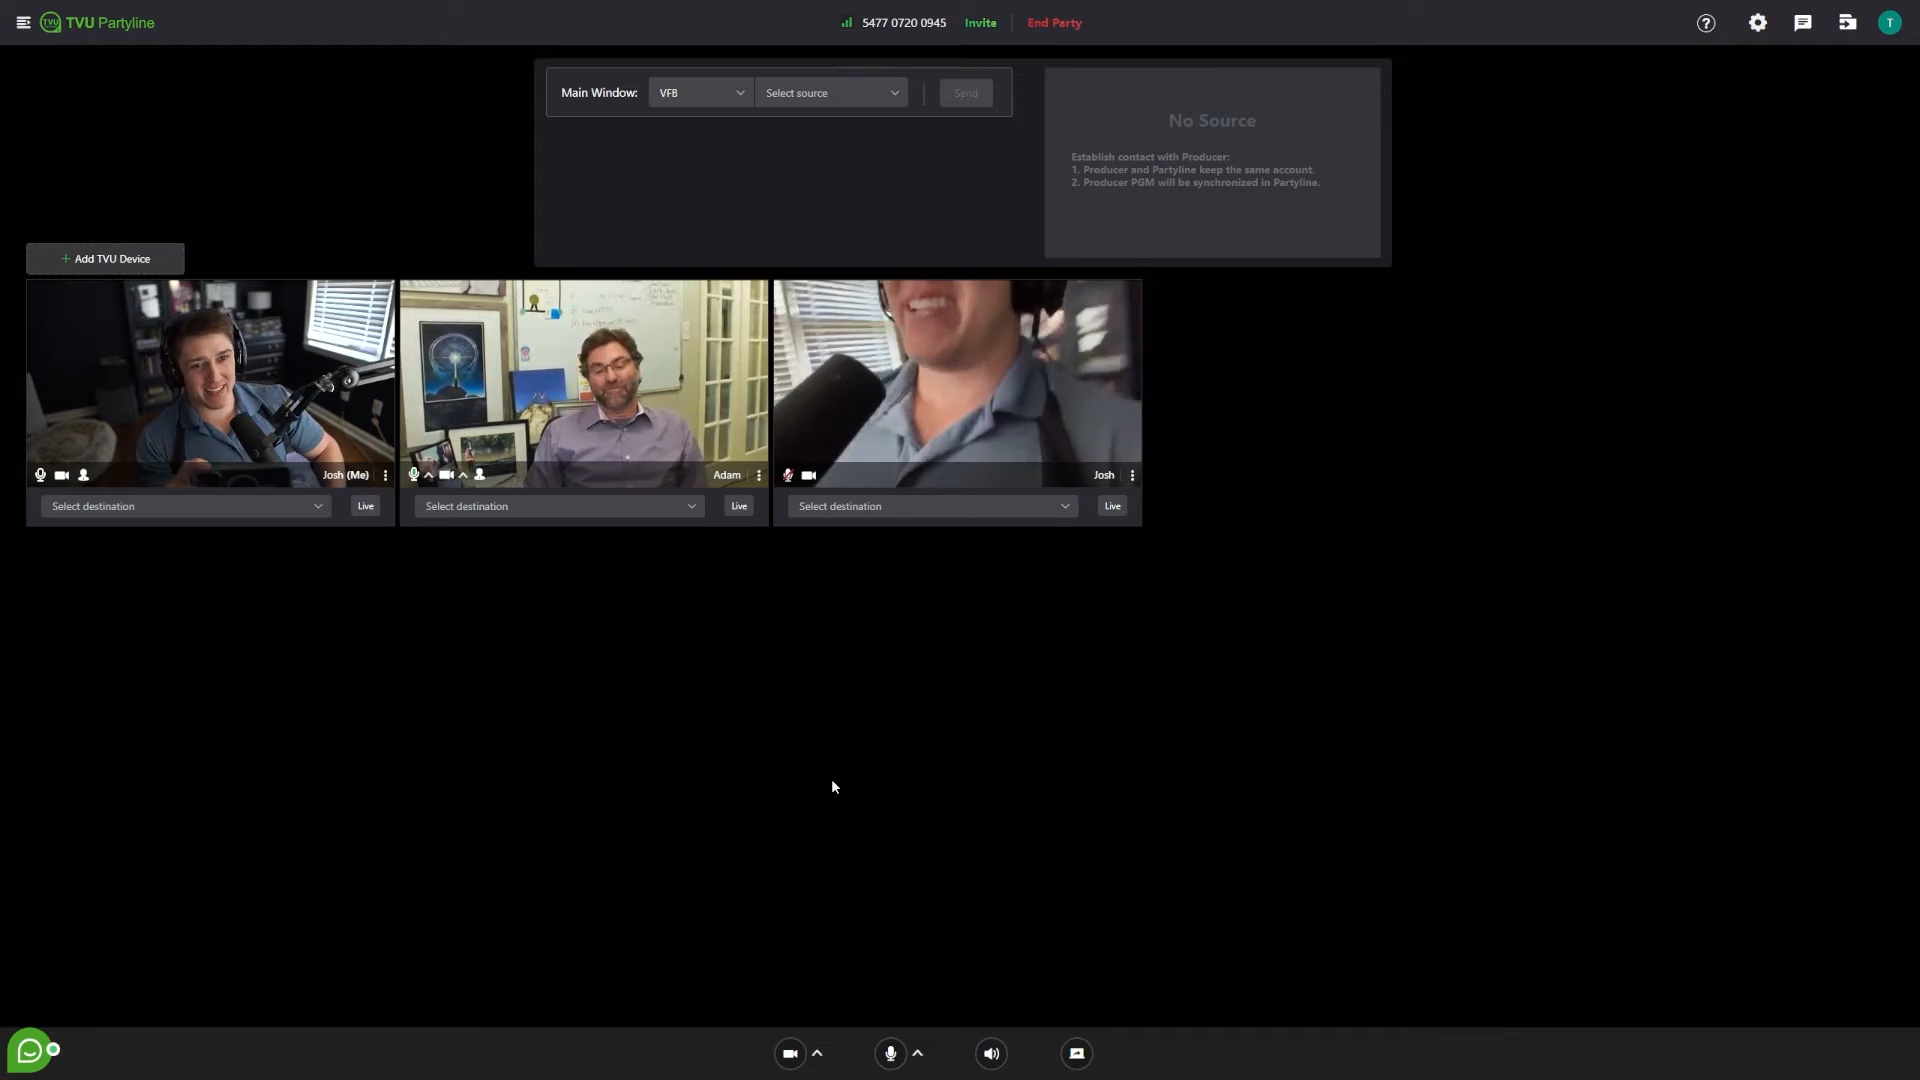 TVU Partyline
5477 0720 0945 Invite End Party
T
Main Window: VFB Select source Send
No Source
Establish contact with Producer:
1. Producer and Partyline keep the same account.
2. Producer PGM will be synchronized in Partyline.
+ Add TVU Device
Josh (Me)
Adam
Josh
Select destination Live
Select destination Live
Select destination Live